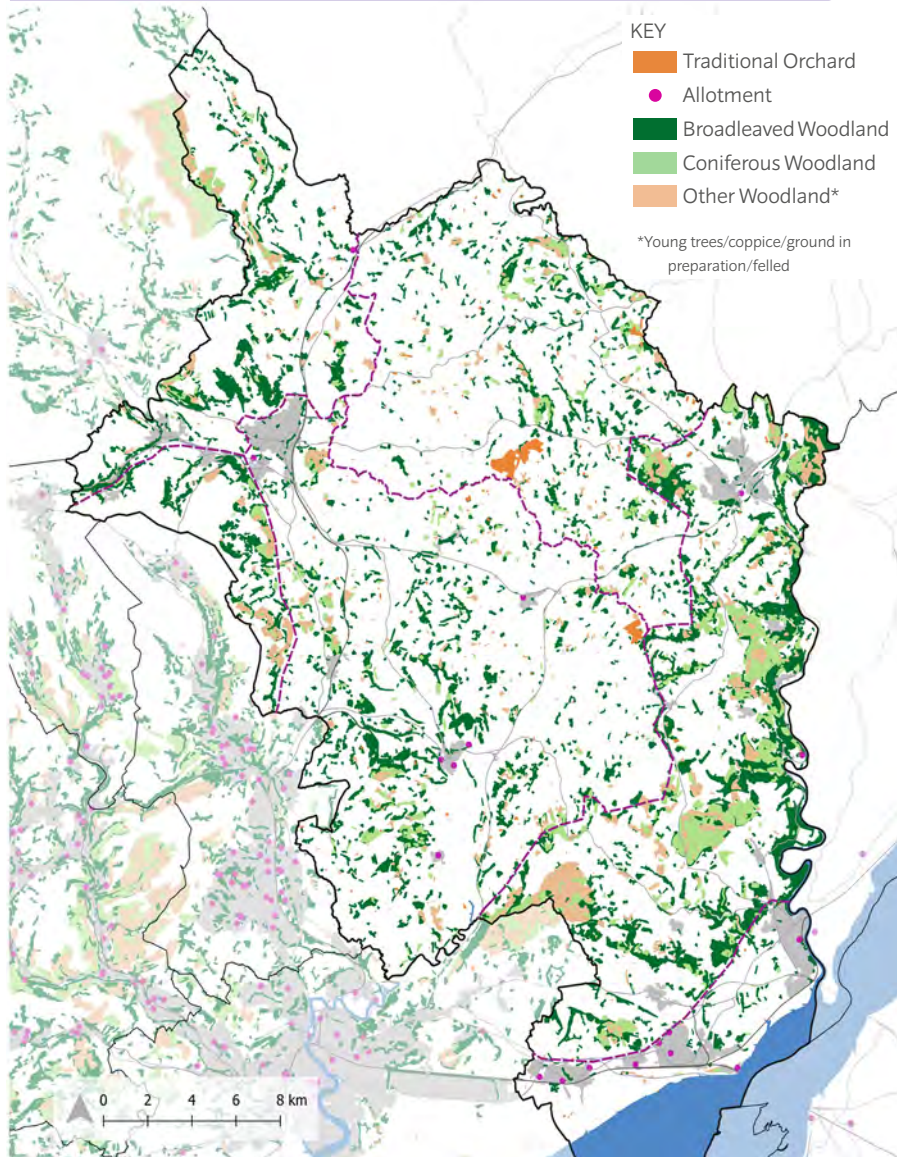 KEY
Traditional Orchard
Allotment
Broadleaved Woodland
Coniferous Woodland
Other Woodland*
*Young trees/coppice/ground in
preparation/felled
0 2 4 6 8 km